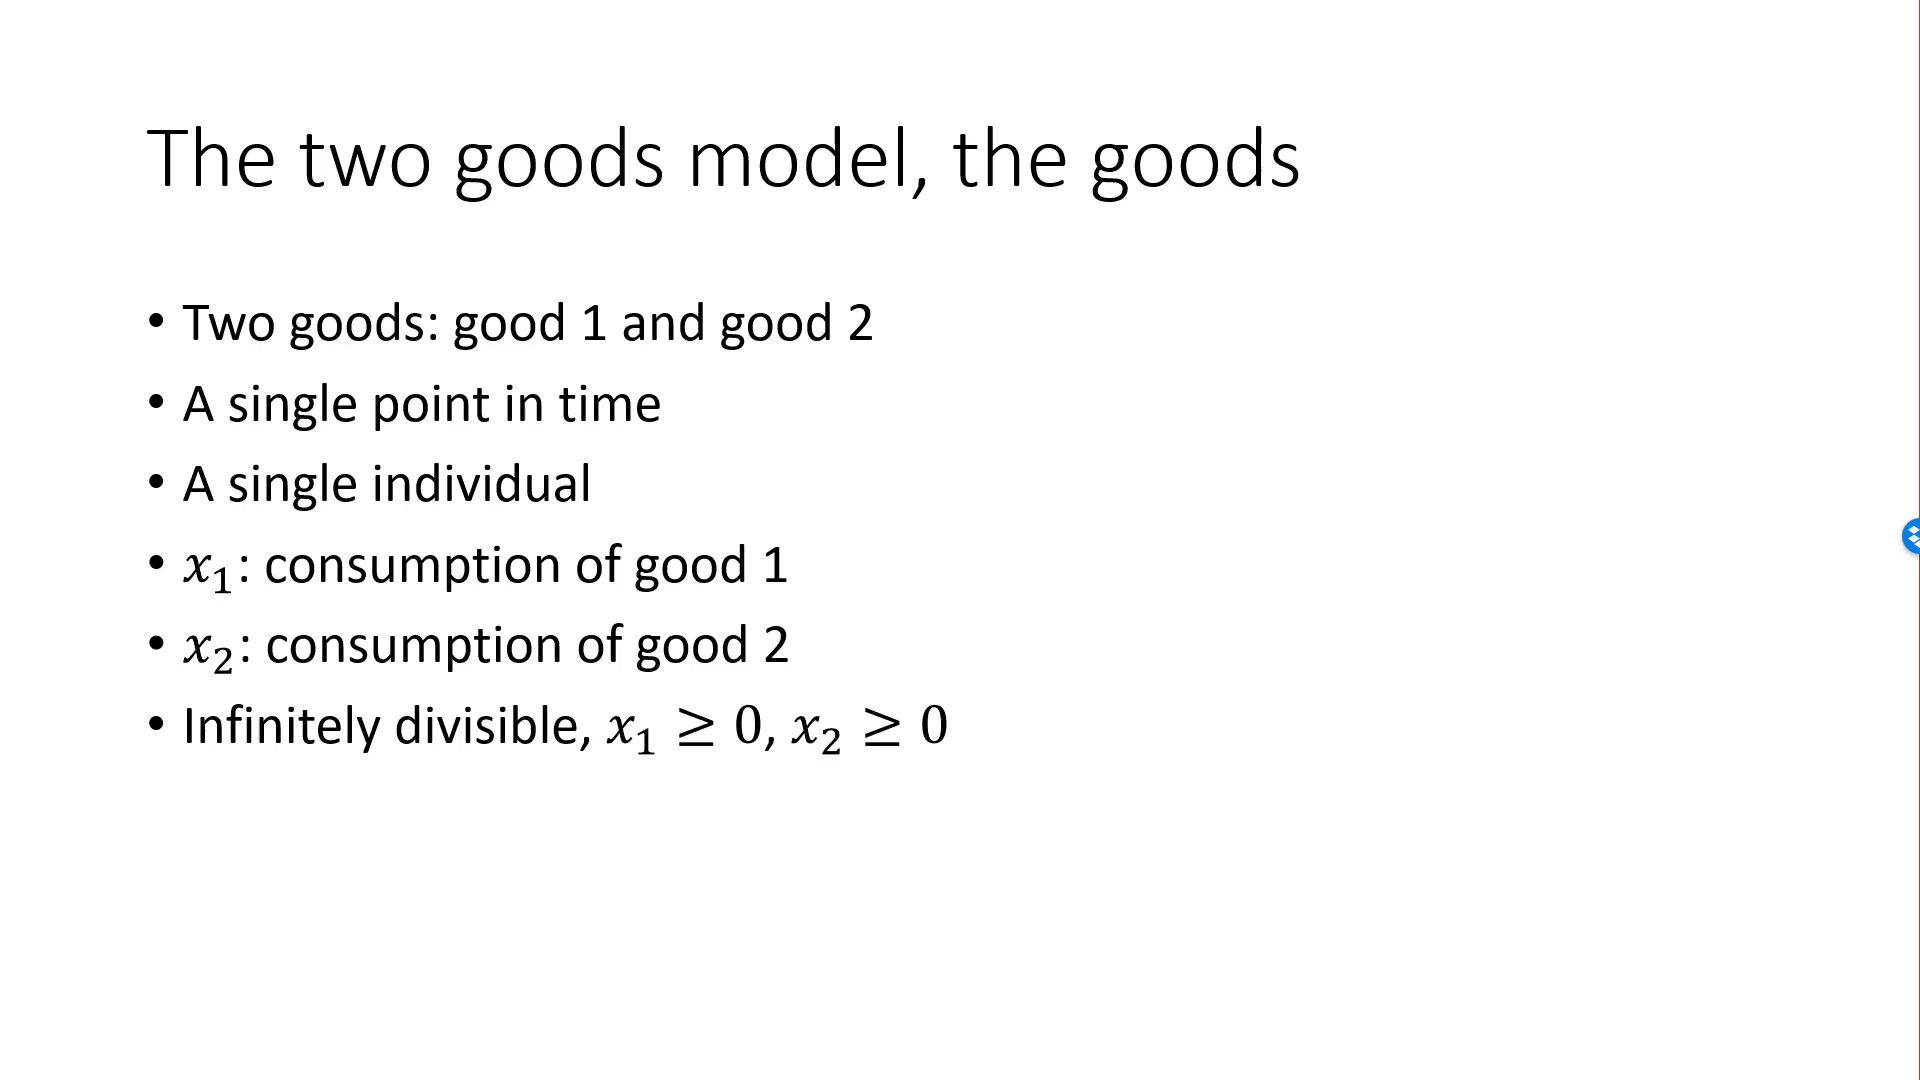 The two goods model, the goods
• Two goods: good 1 and good 2
• A single point in time
• A single individual
• x₁: consumption of good 1
• x₂: consumption of good 2
• Infinitely divisible, x₁ ≥ 0, x₂ ≥ 0